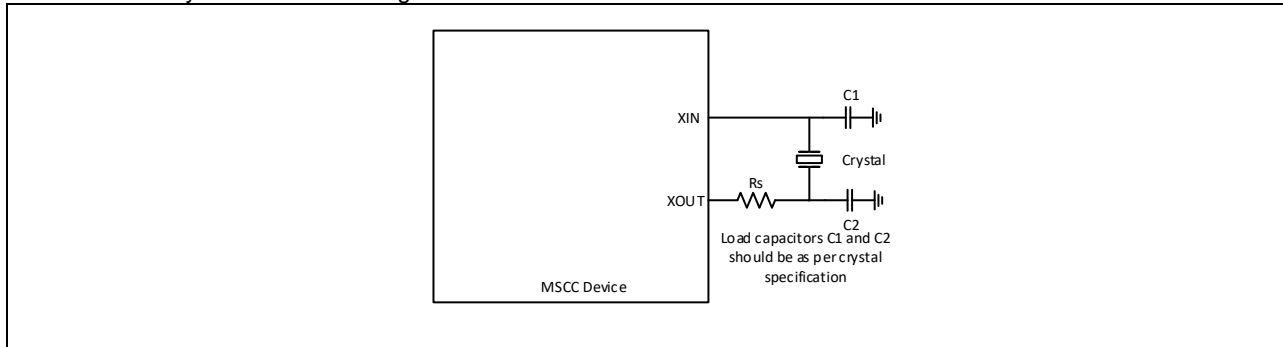 C1
XIN
Crystal
Rs
XOUT
C2
Load capacitors C1 and C2
should be as per crystal
specification
MSCC Device